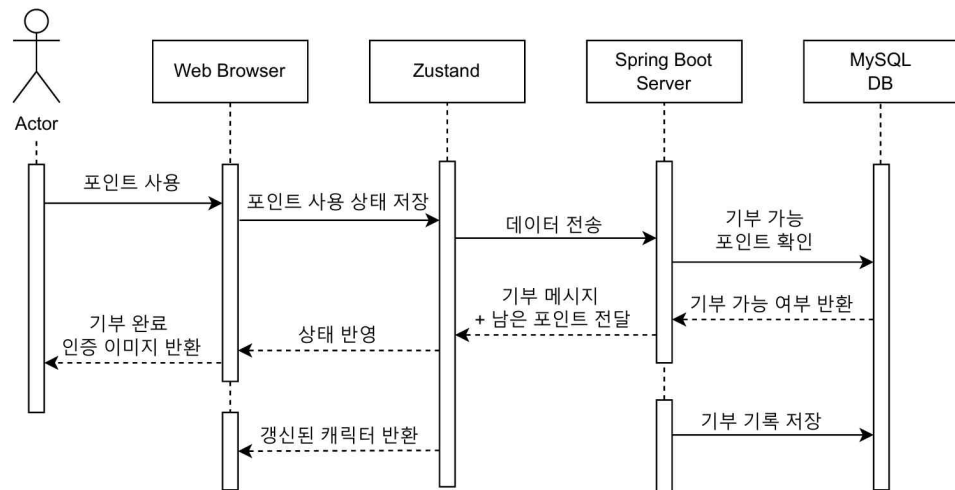 Actor
Web Browser
Zustand
Spring Boot
Server
MySQL
DB
포인트 사용
포인트 사용 상태 저장
데이터 전송
기부 가능
포인트 확인
기부 가능 여부 반환
기부 메시지
+ 남은 포인트 전달
상태 반영
기부 완료
인증 이미지 반환
갱신된 캐릭터 반환
기부 기록 저장